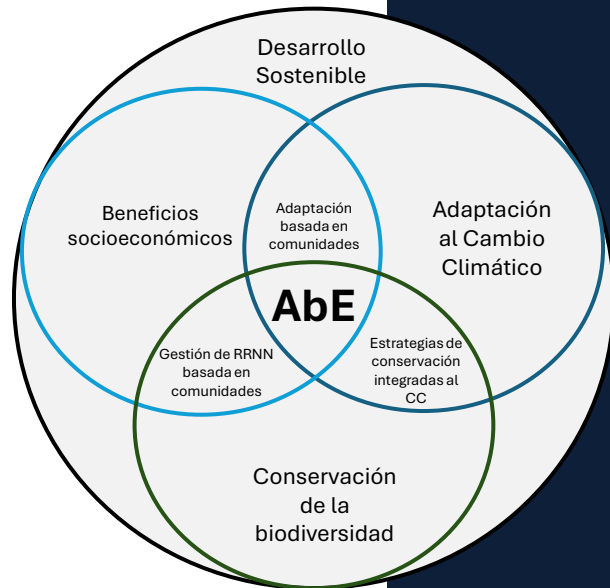 Desarrollo
Sostenible
Beneficios
socioeconómicos
Adaptación
basada en
comunidades
Adaptación
al Cambio
Climático
AbE
Gestión de RRNN
basada en
comunidades
Estrategias de
conservación
integradas al
CC
Conservación
de la
biodiversidad